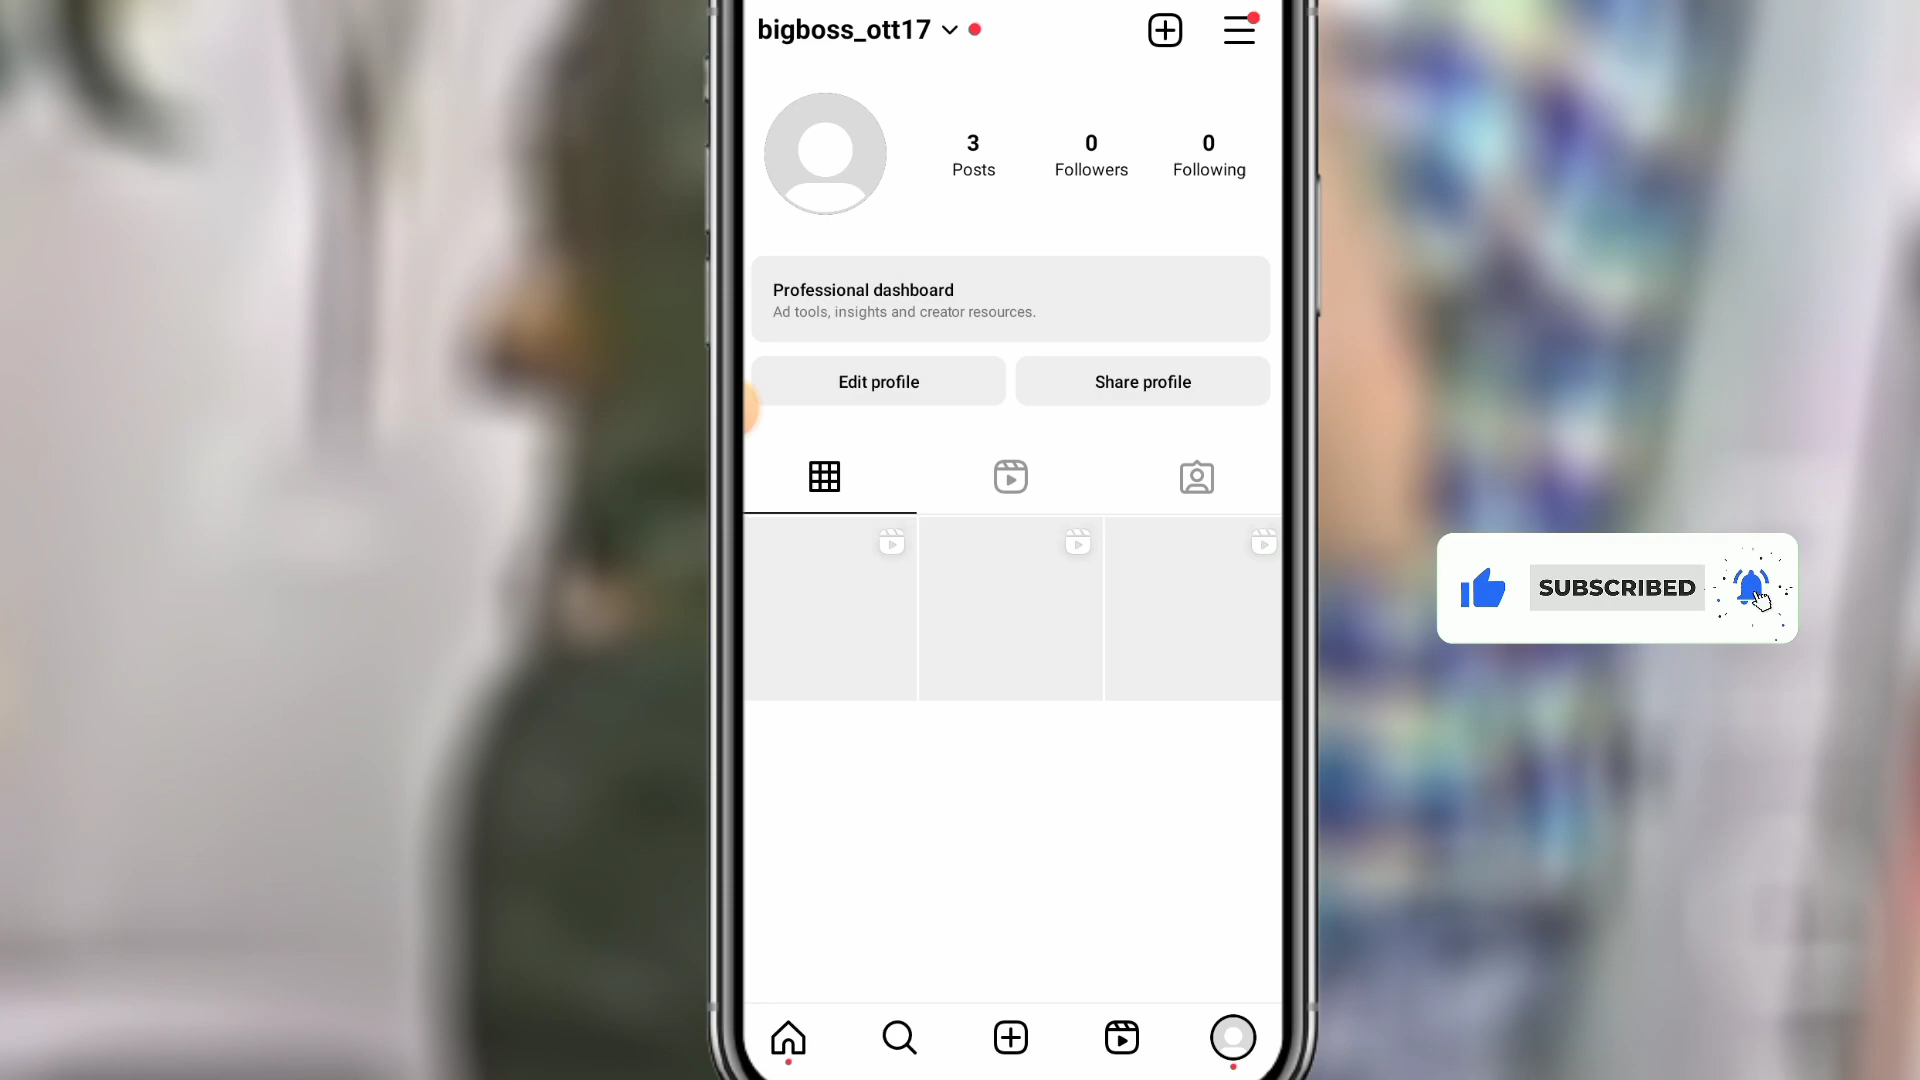 bigboss_ott17
3
0
0
Posts
Followers
Following
Professional dashboard
Ad tools, insights and creator resources.
Edit profile
Share profile
SUBSCRIBED